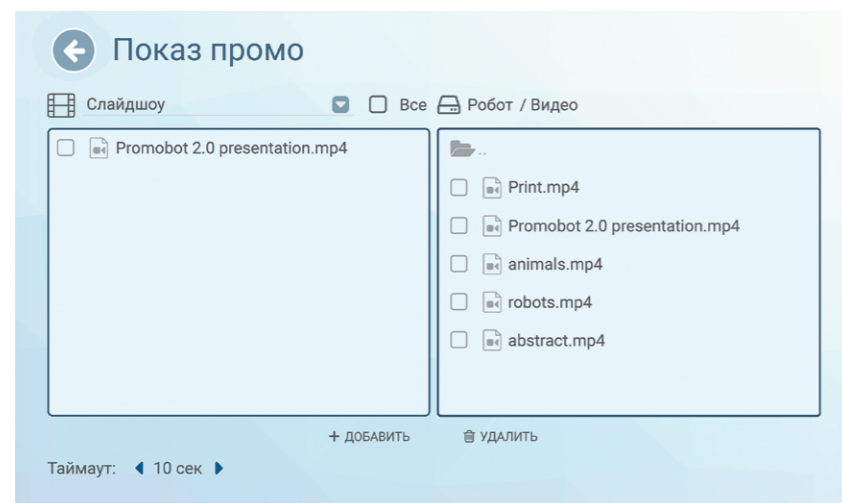 Показ промо
Слайдшоу
Все
Робот / Видео
Promobot 2.0 presentation.mp4
..
Print.mp4
Promobot 2.0 presentation.mp4
animals.mp4
robots.mp4
abstract.mp4
+ ДОБАВИТЬ
УДАЛИТЬ
Таймаут: 10 сек